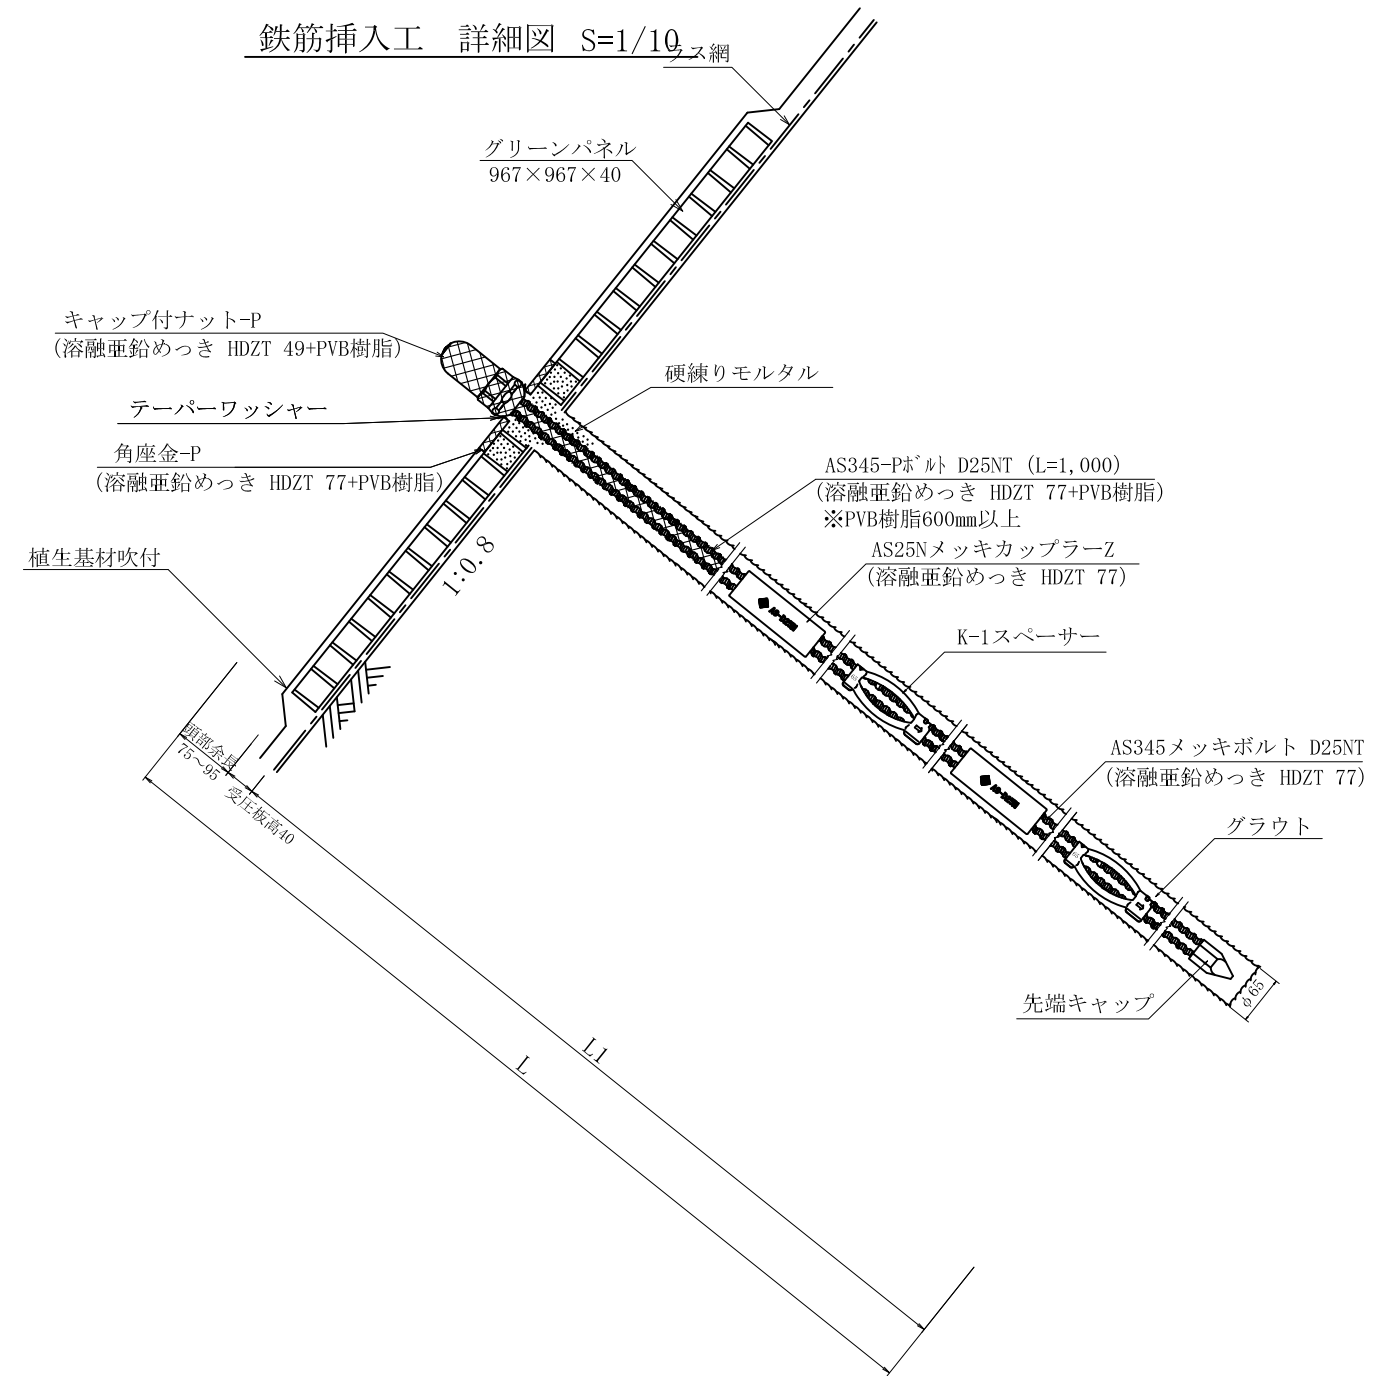 鉄筋挿入工　詳細図 S=1/10
ラス網
グリーンパネル
967×967×40
キャップ付ナット-P
(溶融亜鉛めっき HDZT 49+PVB樹脂)
硬練りモルタル
テーパーワッシャー
角座金-P
(溶融亜鉛めっき HDZT 77+PVB樹脂)
AS345-Pﾎﾞﾙﾄ D25NT (L=1,000)
(溶融亜鉛めっき HDZT 77+PVB樹脂)
※PVB樹脂600mm以上
AS25NメッキカップラーZ
(溶融亜鉛めっき HDZT 77)
植生基材吹付
1:0.8
K-1スペーサー
頭部余長
75～95
受圧板高40
AS345メッキボルト D25NT
(溶融亜鉛めっき HDZT 77)
グラウト
先端キャップ
φ65
L1
L